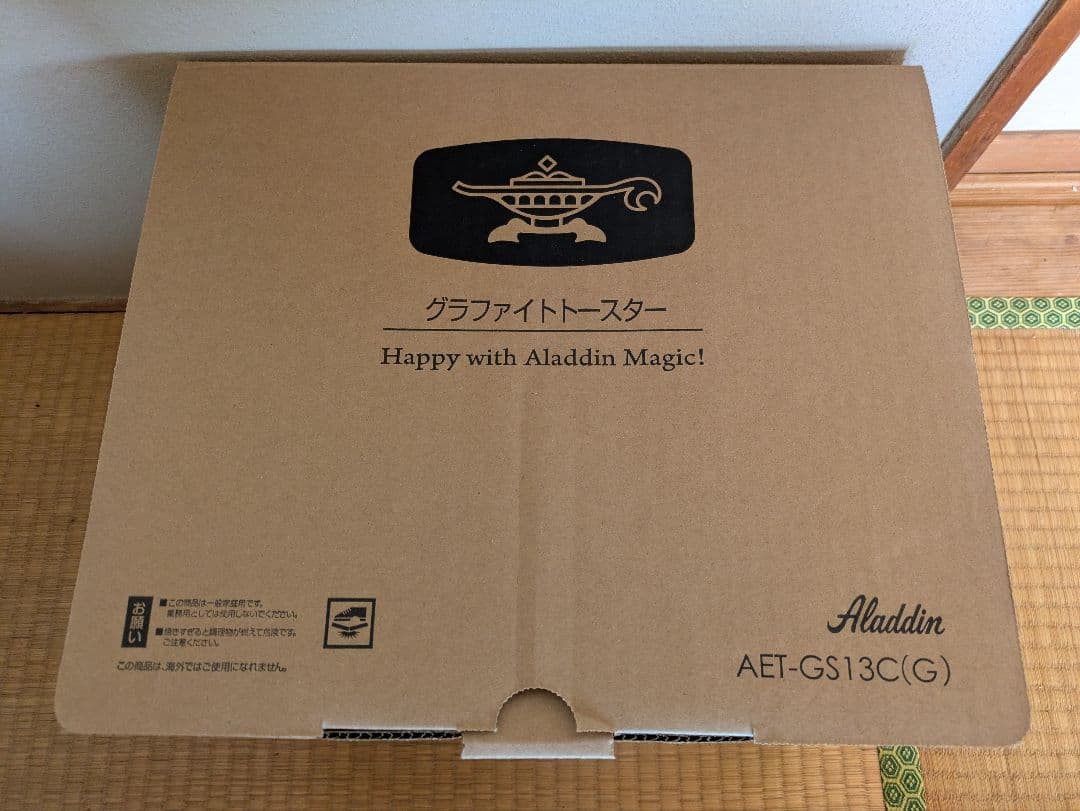 グラファイトトースター
Happy with Aladdin Magic!
お願い
■この商品は一般家庭用です。
業務用としては使用しないでください。
■焼きすぎると調理物が燃えて危険です。
ご注意ください。
この商品は、海外ではご使用になれません。
Aladdin
AET-GS13C(G)